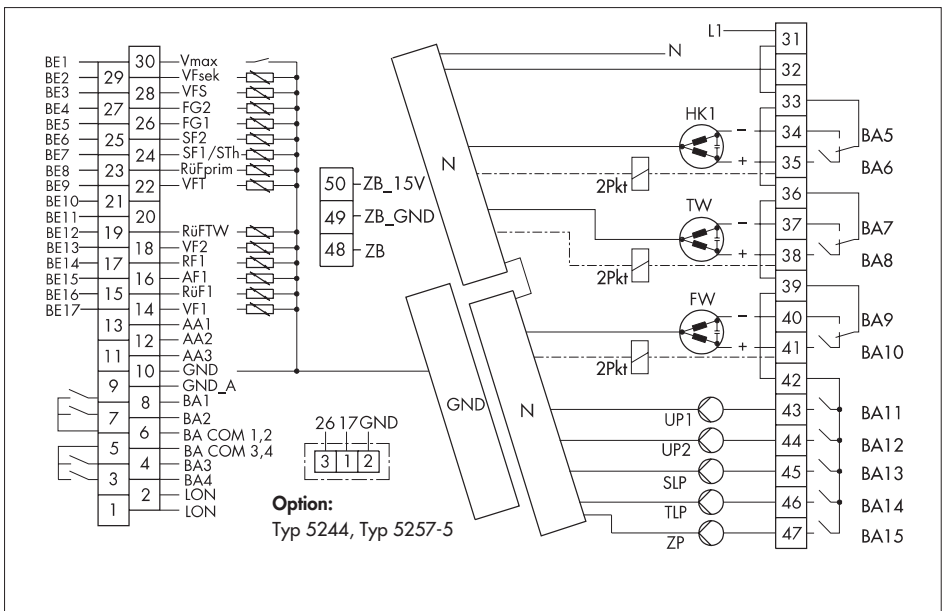 BE1 30 Vmax
BE2 29 VFsek
BE3 28 VFS
BE4 27 FG2
BE5 26 FG1
BE6 25 SF2
BE7 24 SF1/STh
BE8 23 RüFprim
BE9 22 VFT
BE10 21
BE11 20
BE12 19 RüFTW
BE13 18 VF2
BE14 17 RF1
BE15 16 AF1
BE16 15 RüF1
BE17 14 VF1
13 AA1
12 AA2
11 AA3
10 GND
9 GND_A
8 BA1
7 BA2
6 BA COM 1,2
5 BA COM 3,4
4 BA3
3 BA4
2 LON
1 LON
50 ZB_15V
49 ZB_GND
48 ZB
26 17 GND
3 1 2
Option:
Typ 5244, Typ 5257-5
N
GND
N
L1 31
N 32
33
HK1 − 34 BA5
+ 35 BA6
2Pkt
36
TW − 37 BA7
+ 38 BA8
2Pkt
39
FW − 40 BA9
+ 41 BA10
2Pkt
42
UP1 43 BA11
UP2 44 BA12
SLP 45 BA13
TLP 46 BA14
ZP 47 BA15